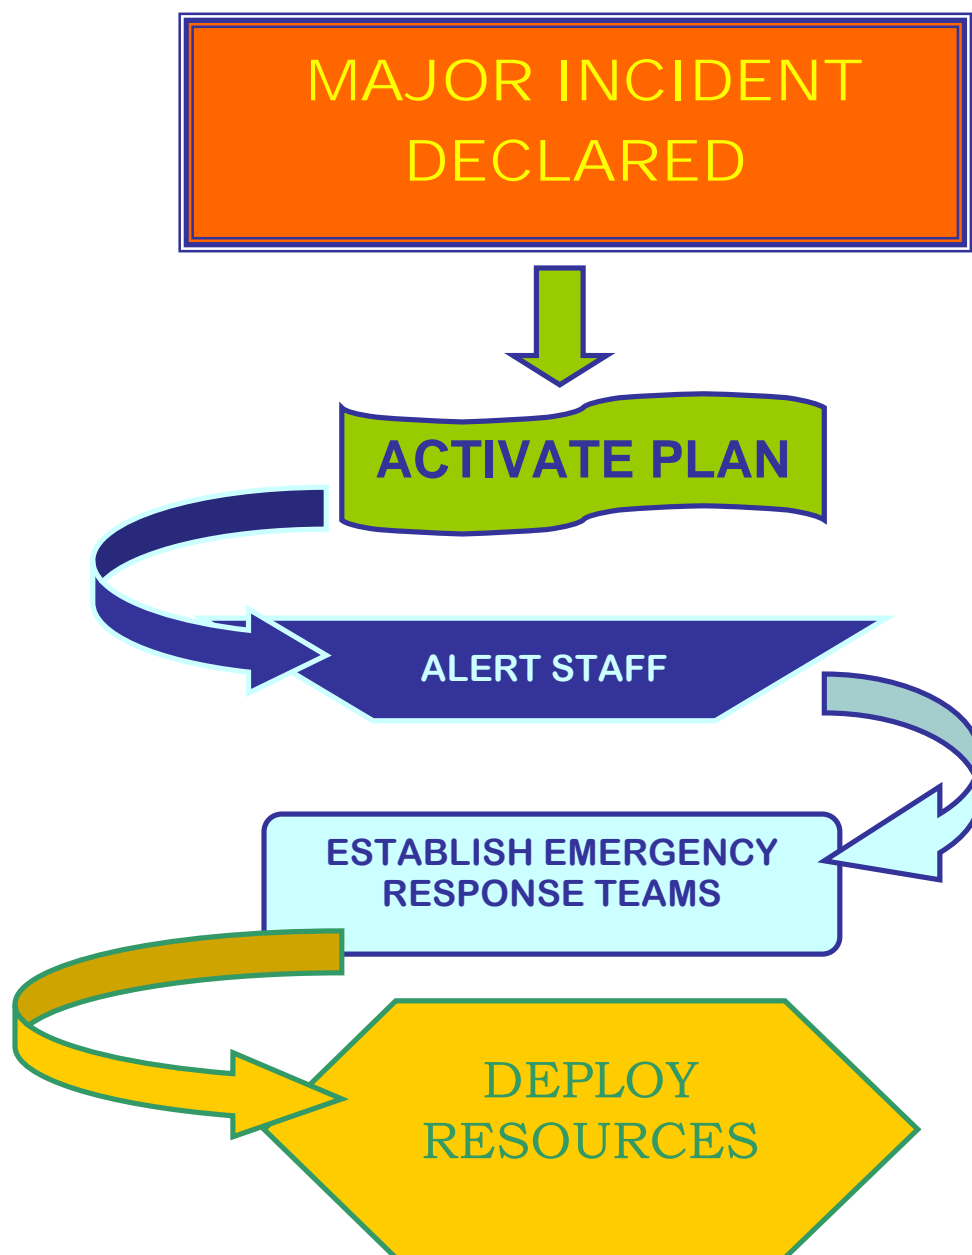 MAJOR INCIDENT
DECLARED
ACTIVATE PLAN
ALERT STAFF
ESTABLISH EMERGENCY
RESPONSE TEAMS
DEPLOY
RESOURCES